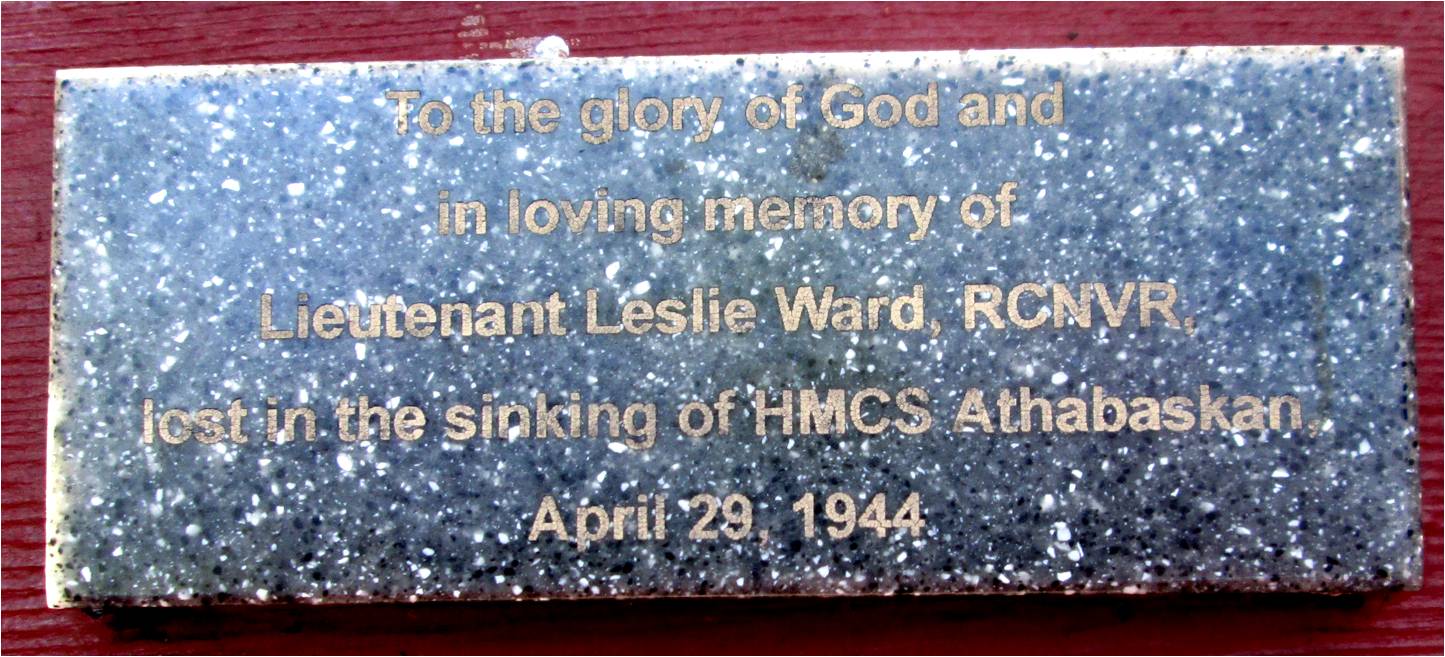 To the glory of God and
in loving memory of
Lieutenant Leslie Ward, RCNVR,
lost in the sinking of HMCS Athabaskan,
April 29, 1944